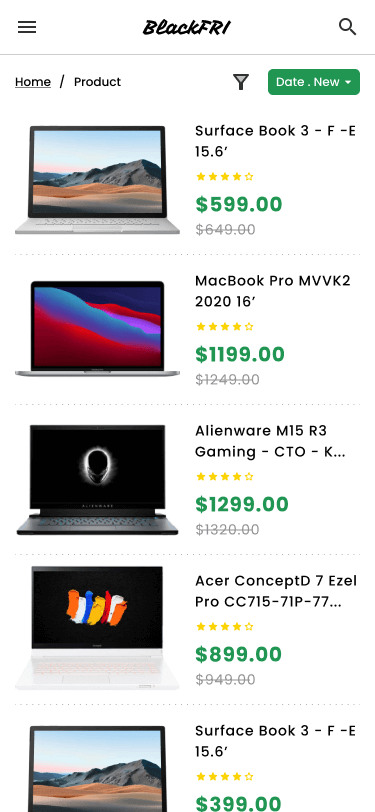 BlackFRI
Home / Product
Date . New
Surface Book 3 - F -E
15.6’
$599.00
$649.00
MacBook Pro MVVK2
2020 16’
$1199.00
$1249.00
Alienware M15 R3
Gaming - CTO - K...
$1299.00
$1320.00
ALIENWARE
Acer ConceptD 7 Ezel
Pro CC715-71P-77...
$899.00
$949.00
Surface Book 3 - F -E
15.6’
$399.00